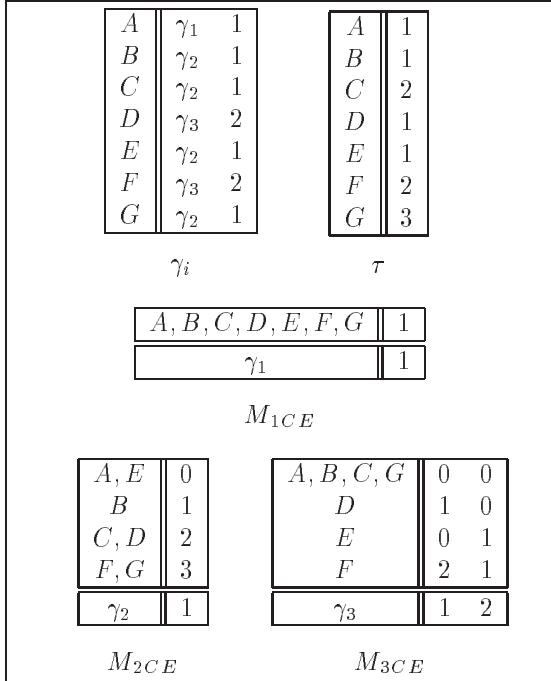 A γ₁ 1 A 1
B γ₂ 1 B 1
C γ₂ 1 C 2
D γ₃ 2 D 1
E γ₂ 1 E 1
F γ₃ 2 F 2
G γ₂ 1 G 3
γᵢ τ
A, B, C, D, E, F, G 1
γ₁ 1
M₁CE
A, E 0 A, B, C, G 0 0
B 1 D 1 0
C, D 2 E 0 1
F, G 3 F 2 1
γ₂ 1 γ₃ 1 2
M₂CE M₃CE